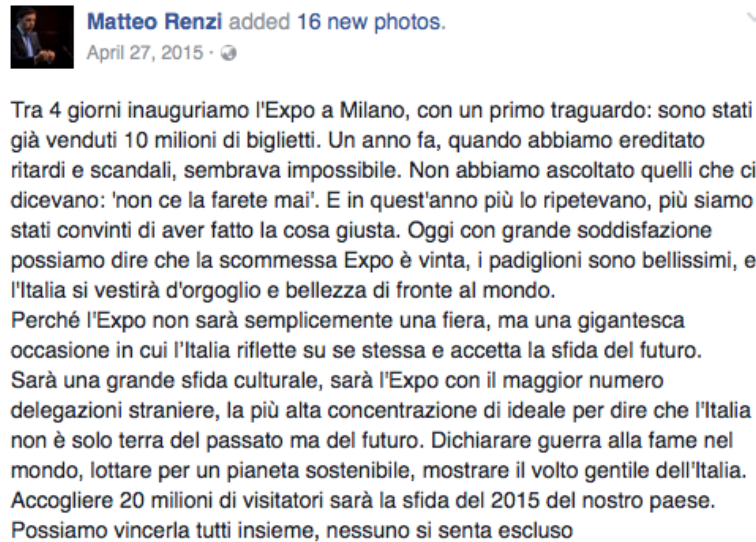 Matteo Renzi added 16 new photos.
April 27, 2015 ·
Tra 4 giorni inauguriamo l'Expo a Milano, con un primo traguardo: sono stati
già venduti 10 milioni di biglietti. Un anno fa, quando abbiamo ereditato
ritardi e scandali, sembrava impossibile. Non abbiamo ascoltato quelli che ci
dicevano: 'non ce la farete mai'. E in quest'anno più lo ripetevano, più siamo
stati convinti di aver fatto la cosa giusta. Oggi con grande soddisfazione
possiamo dire che la scommessa Expo è vinta, i padiglioni sono bellissimi, e
l'Italia si vestirà d'orgoglio e bellezza di fronte al mondo.
Perché l'Expo non sarà semplicemente una fiera, ma una gigantesca
occasione in cui l'Italia riflette su se stessa e accetta la sfida del futuro.
Sarà una grande sfida culturale, sarà l'Expo con il maggior numero
delegazioni straniere, la più alta concentrazione di ideale per dire che l'Italia
non è solo terra del passato ma del futuro. Dichiarare guerra alla fame nel
mondo, lottare per un pianeta sostenibile, mostrare il volto gentile dell'Italia.
Accogliere 20 milioni di visitatori sarà la sfida del 2015 del nostro paese.
Possiamo vincerla tutti insieme, nessuno si senta escluso